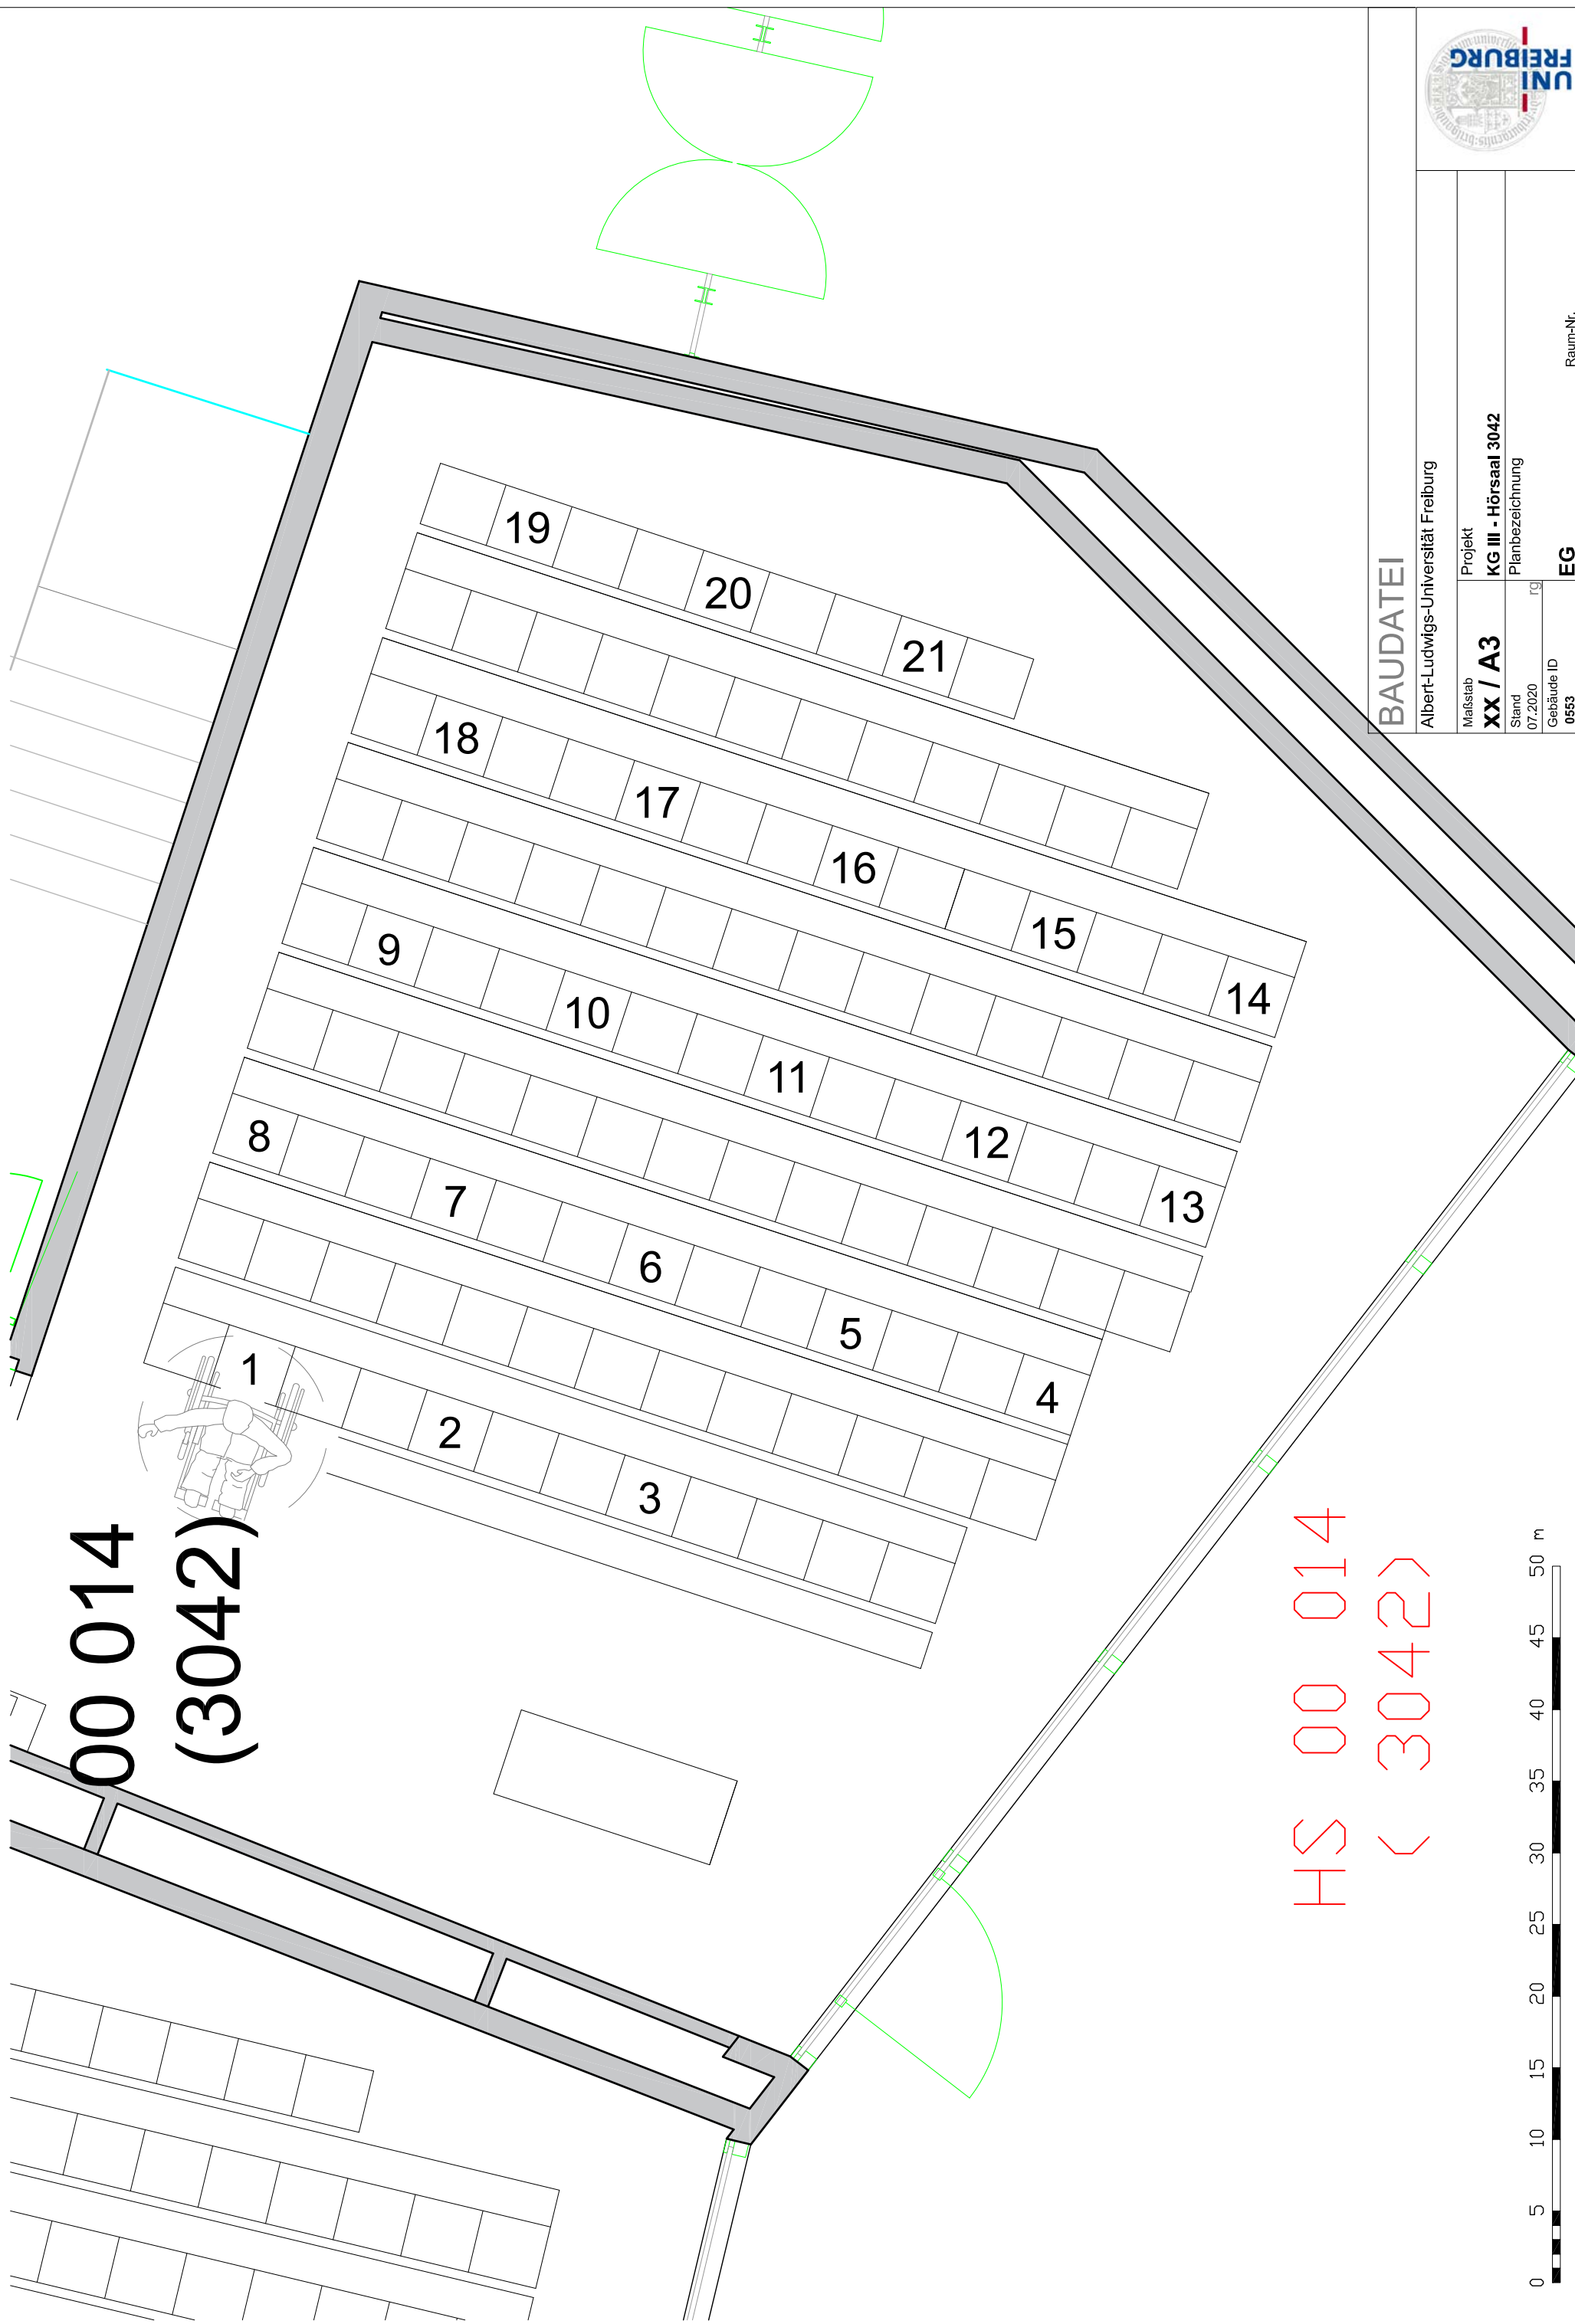 19
20
21
18
17
16
15
14
9
10
11
12
13
8
7
6
5
4
1
2
3
00 014
(3042)
HS 00 014
( 3042)
0 5 10 15 20 25 30 35 40 45 50 m
BAUDATEI
Albert-Ludwigs-Universität Freiburg
Maßstab
XX / A3
Projekt
KG III - Hörsaal 3042
Stand
07.2020
rg
Planbezeichnung
Gebäude ID
0553
EG
Raum-Nr.
UNI
FREIBURG